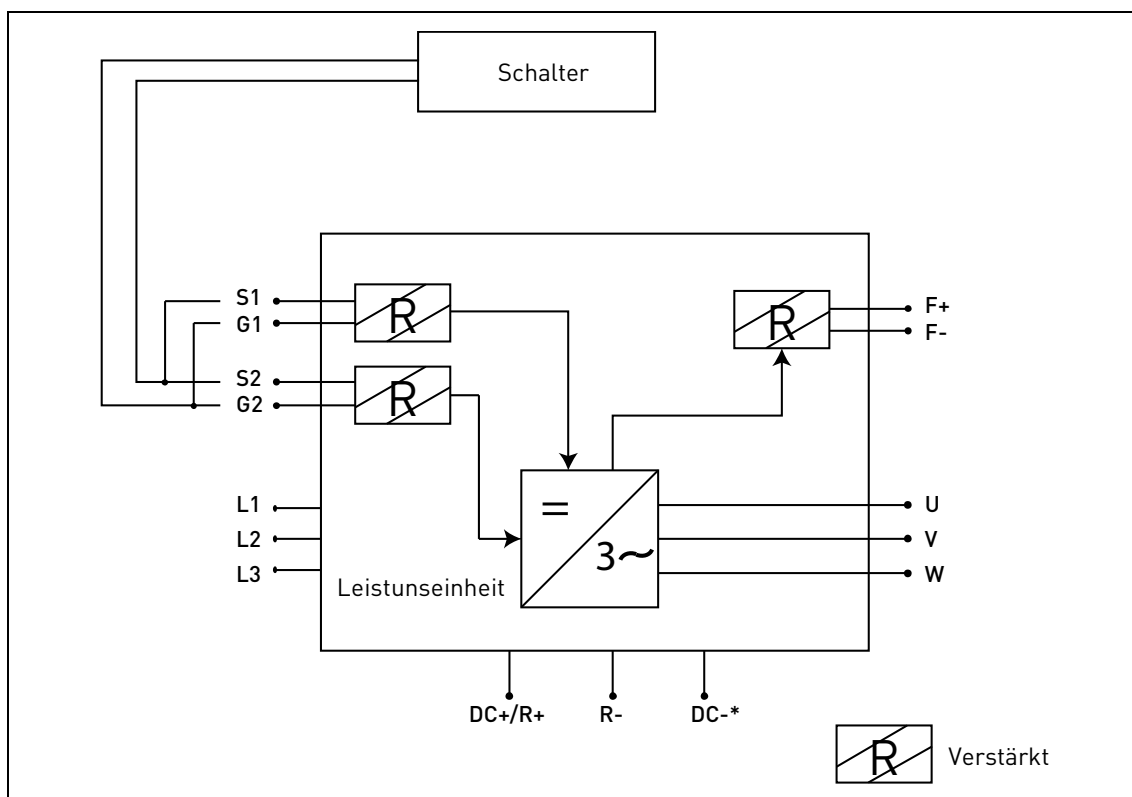 Schalter
S1
G1
S2
G2
L1
L2
L3
R
R
R
F+
F-
=
3~
U
V
W
Leistunseinheit
DC+/R+
R-
DC-*
R
Verstärkt